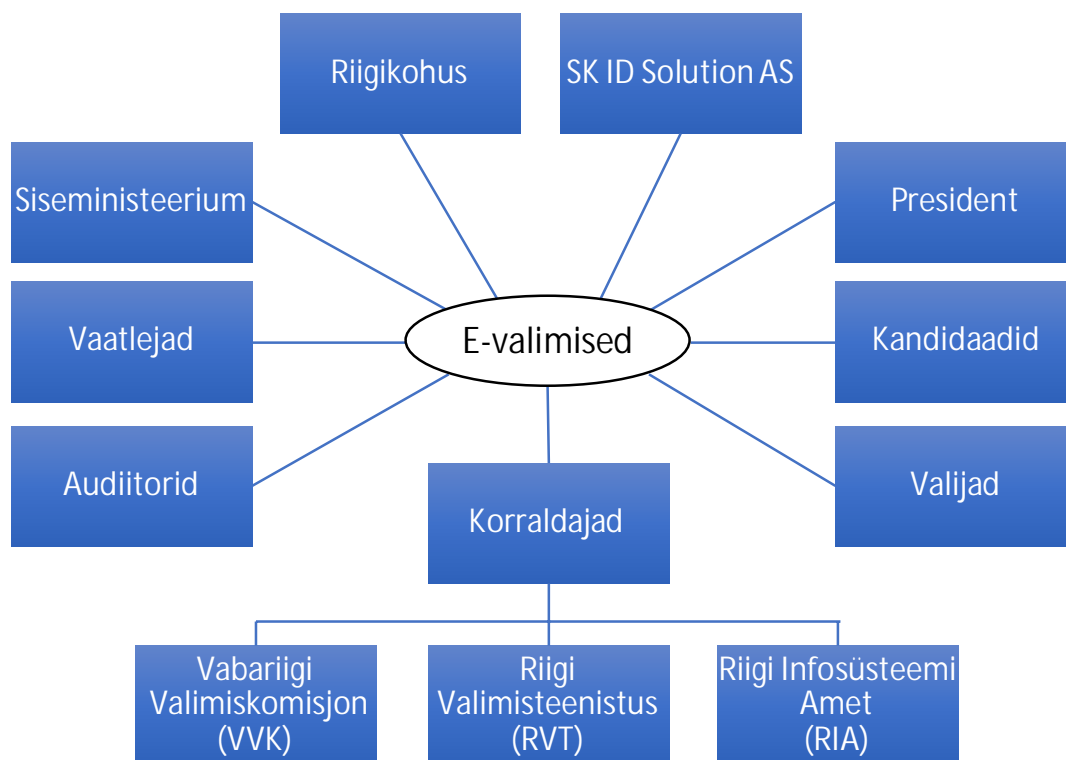 Riigikohus
SK ID Solution AS
Siseministeerium
President
Vaatlejad
E-valimised
Kandidaadid
Audiitorid
Valijad
Korraldajad
Vabariigi
Valimiskomisjon
(VVK)
Riigi
Valimisteenistus
(RVT)
Riigi Infosüsteemi
Amet
(RIA)